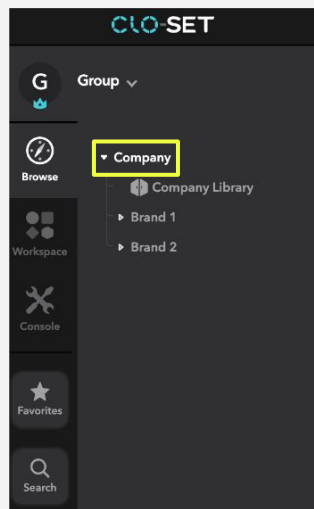 CLO-SET
G
Group
Browse
Company
Company Library
Brand 1
Brand 2
Workspace
Console
Favorites
Search